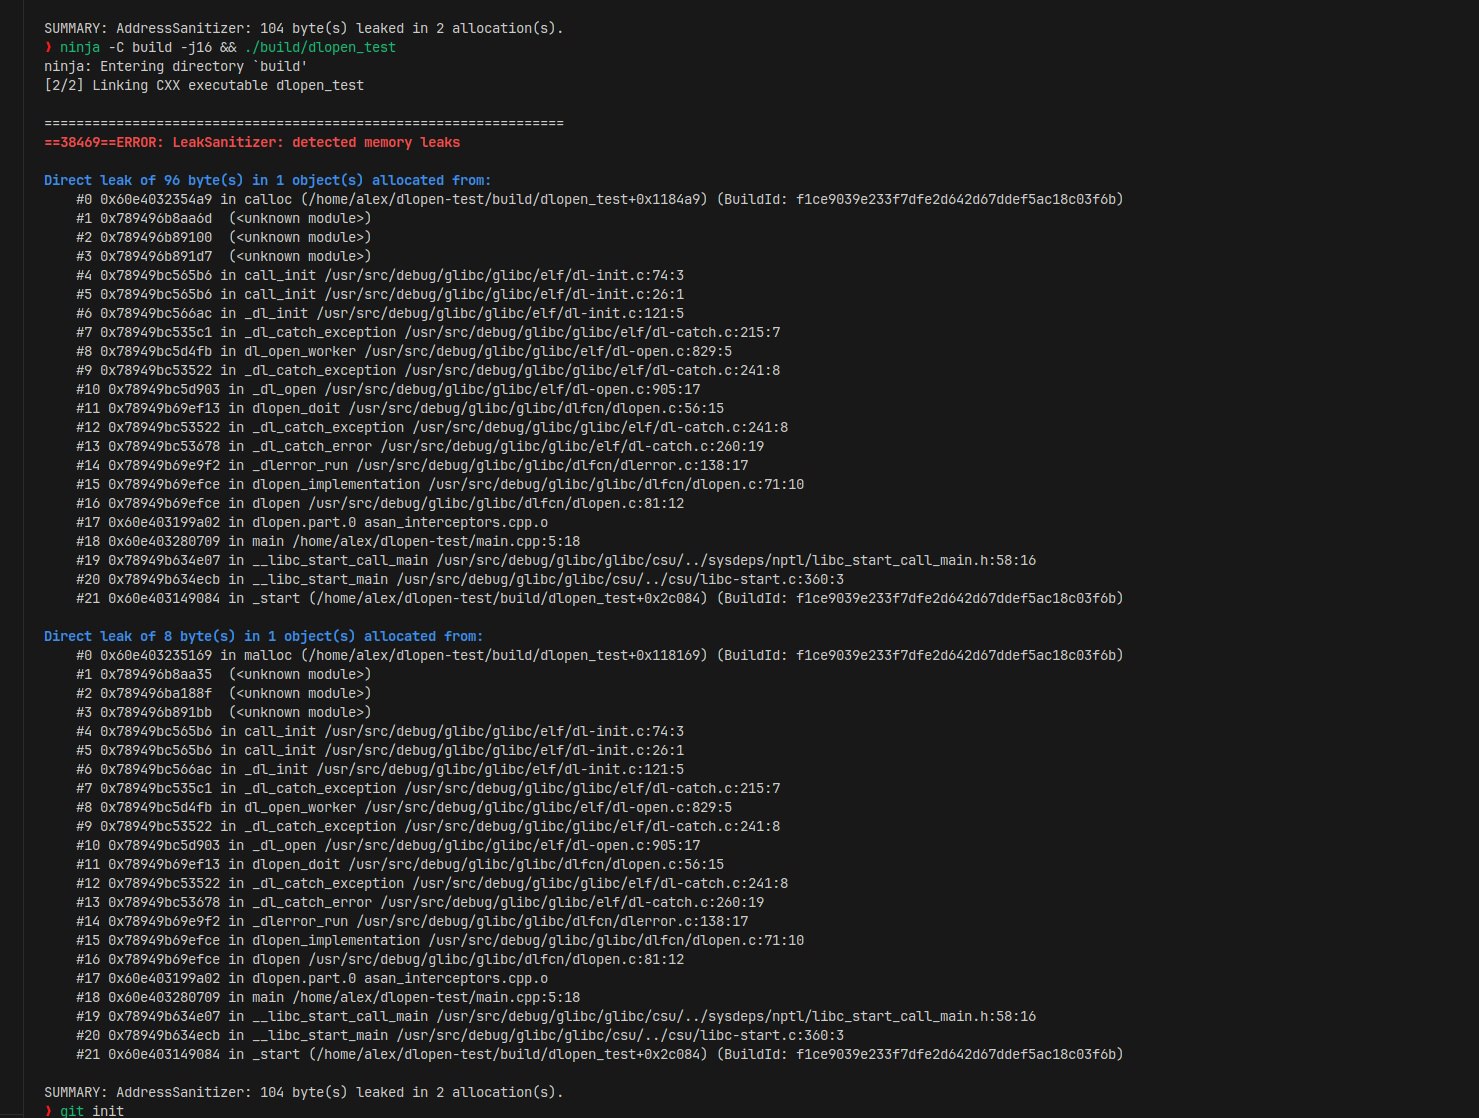 SUMMARY: AddressSanitizer: 104 byte(s) leaked in 2 allocation(s).
❯ ninja -C build -j16 && ./build/dlopen_test
ninja: Entering directory `build'
[2/2] Linking CXX executable dlopen_test
=================================================================
==38469==ERROR: LeakSanitizer: detected memory leaks
Direct leak of 96 byte(s) in 1 object(s) allocated from:
#0 0x60e4032354a9 in calloc (/home/alex/dlopen-test/build/dlopen_test+0x1184a9) (BuildId: f1ce9039e233f7dfe2d642d67ddef5ac18c03f6b)
#1 0x789496b8aa6d  (<unknown module>)
#2 0x789496b89100  (<unknown module>)
#3 0x789496b891d7  (<unknown module>)
#4 0x78949bc565b6 in call_init /usr/src/debug/glibc/glibc/elf/dl-init.c:74:3
#5 0x78949bc565b6 in call_init /usr/src/debug/glibc/glibc/elf/dl-init.c:26:1
#6 0x78949bc566ac in _dl_init /usr/src/debug/glibc/glibc/elf/dl-init.c:121:5
#7 0x78949bc535c1 in _dl_catch_exception /usr/src/debug/glibc/glibc/elf/dl-catch.c:215:7
#8 0x78949bc5d4fb in dl_open_worker /usr/src/debug/glibc/glibc/elf/dl-open.c:829:5
#9 0x78949bc53522 in _dl_catch_exception /usr/src/debug/glibc/glibc/elf/dl-catch.c:241:8
#10 0x78949bc5d903 in _dl_open /usr/src/debug/glibc/glibc/elf/dl-open.c:905:17
#11 0x78949b69ef13 in dlopen_doit /usr/src/debug/glibc/glibc/dlfcn/dlopen.c:56:15
#12 0x78949bc53522 in _dl_catch_exception /usr/src/debug/glibc/glibc/elf/dl-catch.c:241:8
#13 0x78949bc53678 in _dl_catch_error /usr/src/debug/glibc/glibc/elf/dl-catch.c:260:19
#14 0x78949b69e9f2 in _dlerror_run /usr/src/debug/glibc/glibc/dlfcn/dlerror.c:138:17
#15 0x78949b69efce in dlopen_implementation /usr/src/debug/glibc/glibc/dlfcn/dlopen.c:71:10
#16 0x78949b69efce in dlopen /usr/src/debug/glibc/glibc/dlfcn/dlopen.c:81:12
#17 0x60e403199a02 in dlopen.part.0 asan_interceptors.cpp.o
#18 0x60e403280709 in main /home/alex/dlopen-test/main.cpp:5:18
#19 0x78949b634e07 in __libc_start_call_main /usr/src/debug/glibc/glibc/csu/../sysdeps/nptl/libc_start_call_main.h:58:16
#20 0x78949b634ecb in __libc_start_main /usr/src/debug/glibc/glibc/csu/../csu/libc-start.c:360:3
#21 0x60e403149084 in _start (/home/alex/dlopen-test/build/dlopen_test+0x2c084) (BuildId: f1ce9039e233f7dfe2d642d67ddef5ac18c03f6b)
Direct leak of 8 byte(s) in 1 object(s) allocated from:
#0 0x60e403235169 in malloc (/home/alex/dlopen-test/build/dlopen_test+0x118169) (BuildId: f1ce9039e233f7dfe2d642d67ddef5ac18c03f6b)
#1 0x789496b8aa35  (<unknown module>)
#2 0x789496ba188f  (<unknown module>)
#3 0x789496b891bb  (<unknown module>)
#4 0x78949bc565b6 in call_init /usr/src/debug/glibc/glibc/elf/dl-init.c:74:3
#5 0x78949bc565b6 in call_init /usr/src/debug/glibc/glibc/elf/dl-init.c:26:1
#6 0x78949bc566ac in _dl_init /usr/src/debug/glibc/glibc/elf/dl-init.c:121:5
#7 0x78949bc535c1 in _dl_catch_exception /usr/src/debug/glibc/glibc/elf/dl-catch.c:215:7
#8 0x78949bc5d4fb in dl_open_worker /usr/src/debug/glibc/glibc/elf/dl-open.c:829:5
#9 0x78949bc53522 in _dl_catch_exception /usr/src/debug/glibc/glibc/elf/dl-catch.c:241:8
#10 0x78949bc5d903 in _dl_open /usr/src/debug/glibc/glibc/elf/dl-open.c:905:17
#11 0x78949b69ef13 in dlopen_doit /usr/src/debug/glibc/glibc/dlfcn/dlopen.c:56:15
#12 0x78949bc53522 in _dl_catch_exception /usr/src/debug/glibc/glibc/elf/dl-catch.c:241:8
#13 0x78949bc53678 in _dl_catch_error /usr/src/debug/glibc/glibc/elf/dl-catch.c:260:19
#14 0x78949b69e9f2 in _dlerror_run /usr/src/debug/glibc/glibc/dlfcn/dlerror.c:138:17
#15 0x78949b69efce in dlopen_implementation /usr/src/debug/glibc/glibc/dlfcn/dlopen.c:71:10
#16 0x78949b69efce in dlopen /usr/src/debug/glibc/glibc/dlfcn/dlopen.c:81:12
#17 0x60e403199a02 in dlopen.part.0 asan_interceptors.cpp.o
#18 0x60e403280709 in main /home/alex/dlopen-test/main.cpp:5:18
#19 0x78949b634e07 in __libc_start_call_main /usr/src/debug/glibc/glibc/csu/../sysdeps/nptl/libc_start_call_main.h:58:16
#20 0x78949b634ecb in __libc_start_main /usr/src/debug/glibc/glibc/csu/../csu/libc-start.c:360:3
#21 0x60e403149084 in _start (/home/alex/dlopen-test/build/dlopen_test+0x2c084) (BuildId: f1ce9039e233f7dfe2d642d67ddef5ac18c03f6b)
SUMMARY: AddressSanitizer: 104 byte(s) leaked in 2 allocation(s).
❯ git init